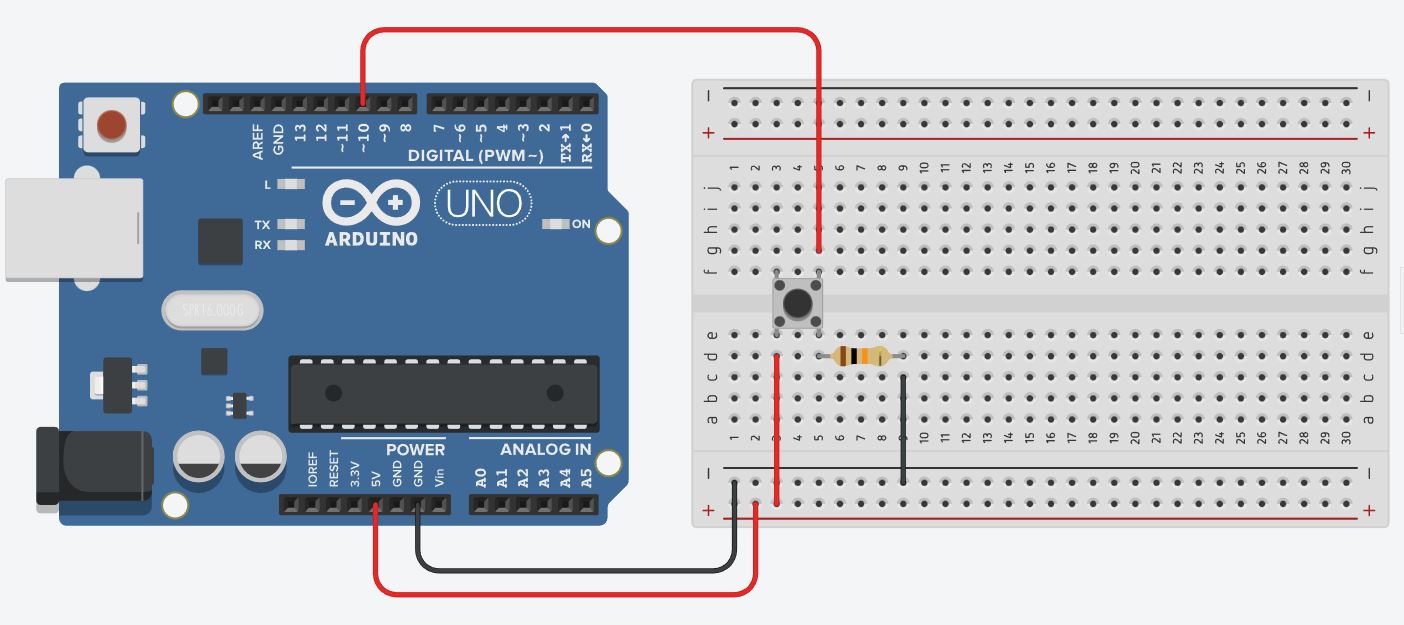 AREF GND 13 12 ~11 ~10 ~9 8 7 ~6 ~5 4 ~3 2 TX→1 RX←0
DIGITAL (PWM~)
L
TX
RX
ARDUINO
UNO
ON
SPK16.000G
POWER
ANALOG IN
IOREF RESET 3.3V 5V GND GND Vin A0 A1 A2 A3 A4 A5
− −
+ +
1 2 3 4 5 6 7 8 9 10 11 12 13 14 15 16 17 18 19 20 21 22 23 24 25 26 27 28 29 30
j j
i i
h h
g g
f f
e e
d d
c c
b b
a a
1 2 3 4 5 6 7 8 9 10 11 12 13 14 15 16 17 18 19 20 21 22 23 24 25 26 27 28 29 30
− −
+ +